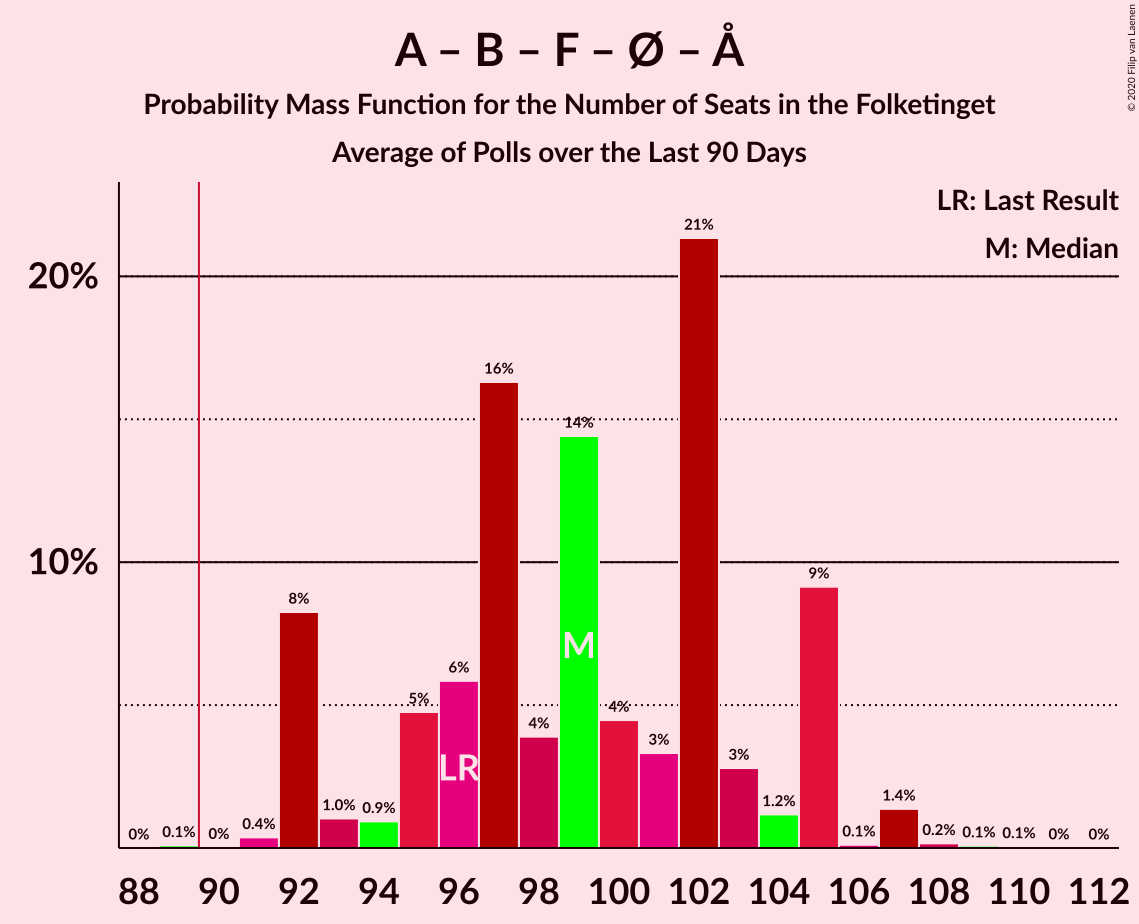 A – B – F – Ø – Å
Probability Mass Function for the Number of Seats in the Folketinget
Average of Polls over the Last 90 Days
© 2020 Filip van Laenen
LR: Last Result
M: Median
20%
10%
0% 0.1% 0% 0.4% 8% 1.0% 0.9% 5% 6% 16% 4% 14% 4% 3% 21% 3% 1.2% 9% 0.1% 1.4% 0.2% 0.1% 0.1% 0% 0%
M
LR
88 90 92 94 96 98 100 102 104 106 108 110 112